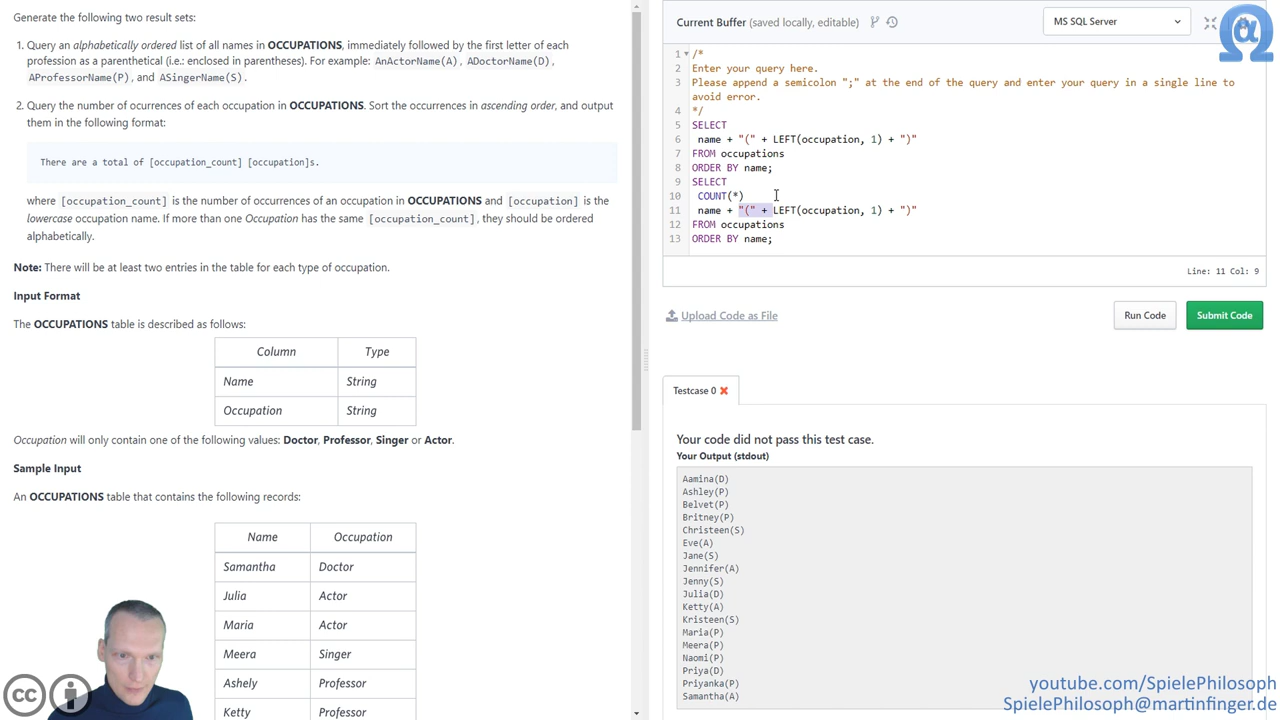 Generate the following two result sets:
1. Query an alphabetically ordered list of all names in OCCUPATIONS, immediately followed by the first letter of each
profession as a parenthetical (i.e.: enclosed in parentheses). For example: AnActorName(A), ADoctorName(D),
AProfessorName(P), and ASingerName(S).
2. Query the number of ocurrences of each occupation in OCCUPATIONS. Sort the occurrences in ascending order, and output
them in the following format:
There are a total of [occupation_count] [occupation]s.
where [occupation_count] is the number of occurrences of an occupation in OCCUPATIONS and [occupation] is the
lowercase occupation name. If more than one Occupation has the same [occupation_count], they should be ordered
alphabetically.
Note: There will be at least two entries in the table for each type of occupation.
Input Format
The OCCUPATIONS table is described as follows:
Column Type
Name String
Occupation String
Occupation will only contain one of the following values: Doctor, Professor, Singer or Actor.
Sample Input
An OCCUPATIONS table that contains the following records:
Name Occupation
Samantha Doctor
Julia Actor
Maria Actor
Meera Singer
Ashely Professor
Ketty Professor
cc
Current Buffer (saved locally, editable)
MS SQL Server
α
Ω
1 /*
2 Enter your query here.
3 Please append a semicolon ";" at the end of the query and enter your query in a single line to
avoid error.
4 */
5 SELECT
6 name + "(" + LEFT(occupation, 1) + ")"
7 FROM occupations
8 ORDER BY name;
9 SELECT
10 COUNT(*)
11 name + "(" + LEFT(occupation, 1) + ")"
12 FROM occupations
13 ORDER BY name;
Line: 11 Col: 9
Upload Code as File
Run Code
Submit Code
Testcase 0
Your code did not pass this test case.
Your Output (stdout)
Aamina(D)
Ashley(P)
Belvet(P)
Britney(P)
Christeen(S)
Eve(A)
Jane(S)
Jennifer(A)
Jenny(S)
Julia(D)
Ketty(A)
Kristeen(S)
Maria(P)
Meera(P)
Naomi(P)
Priya(D)
Priyanka(P)
Samantha(A)
youtube.com/SpielePhilosoph
SpielePhilosoph@martinfinger.de